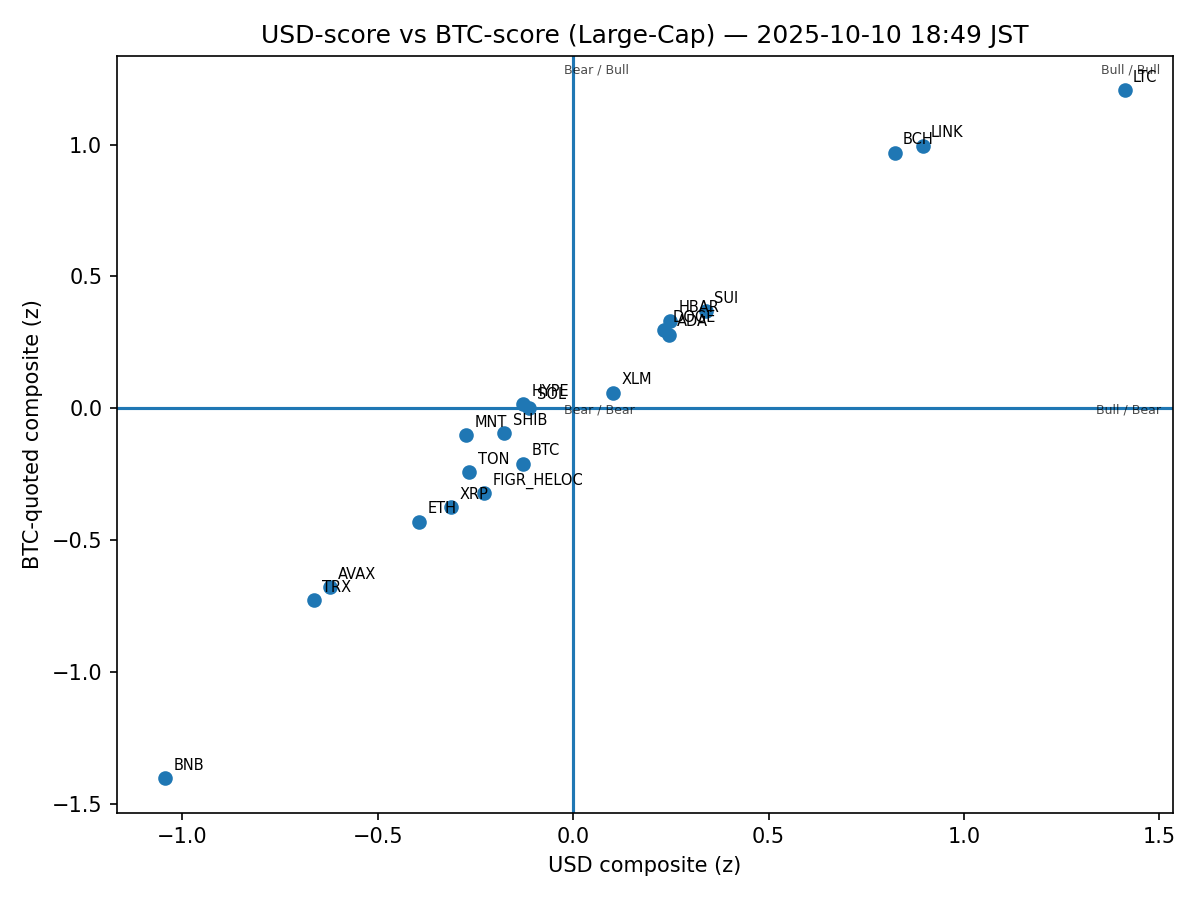 USD-score vs BTC-score (Large-Cap) — 2025-10-10 18:49 JST
Bear / Bull
Bull / Bull
LTC
LINK
BCH
SUI
HBAR
DOGE
ADA
XLM
HYPE
SOL
Bear / Bear
Bull / Bear
SHIB
MNT
BTC
TON
FIGR_HELOC
XRP
ETH
AVAX
TRX
BNB
1.0
0.5
0.0
−0.5
−1.0
−1.5
BTC-quoted composite (z)
−1.0
−0.5
0.0
0.5
1.0
1.5
USD composite (z)